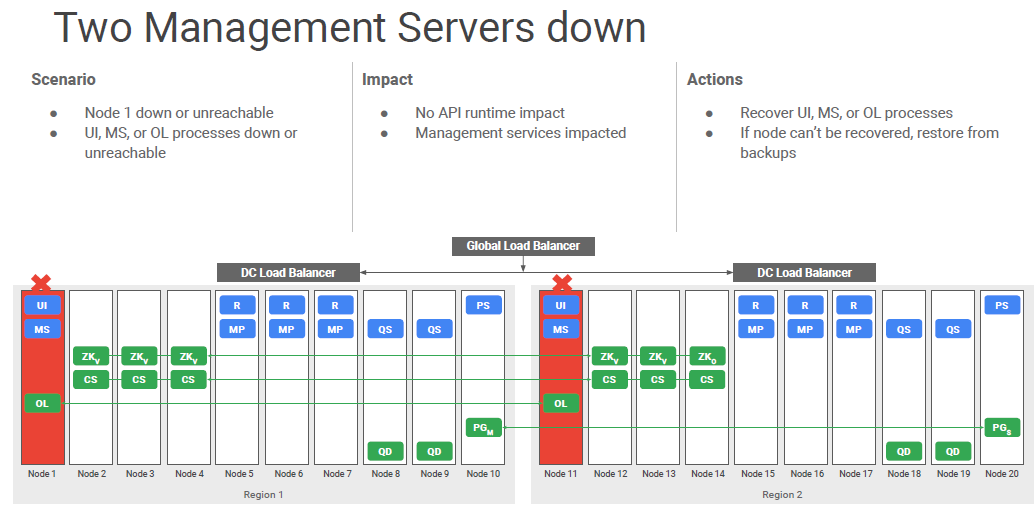 Two Management Servers down
Scenario
● Node 1 down or unreachable
● UI, MS, or OL processes down or
unreachable
Impact
● No API runtime impact
● Management services impacted
Actions
● Recover UI, MS, or OL processes
● If node can't be recovered, restore from
backups
Global Load Balancer
DC Load Balancer DC Load Balancer
UI R R R PS UI R R R PS
MS MP MP MP QS QS MS MP MP MP QS QS
ZKV ZKV ZKV ZKV ZKV ZKO
CS CS CS CS CS CS
OL OL
PGM PGS
QD QD QD QD
Node 1 Node 2 Node 3 Node 4 Node 5 Node 6 Node 7 Node 8 Node 9 Node 10 Node 11 Node 12 Node 13 Node 14 Node 15 Node 16 Node 17 Node 18 Node 19 Node 20
Region 1 Region 2